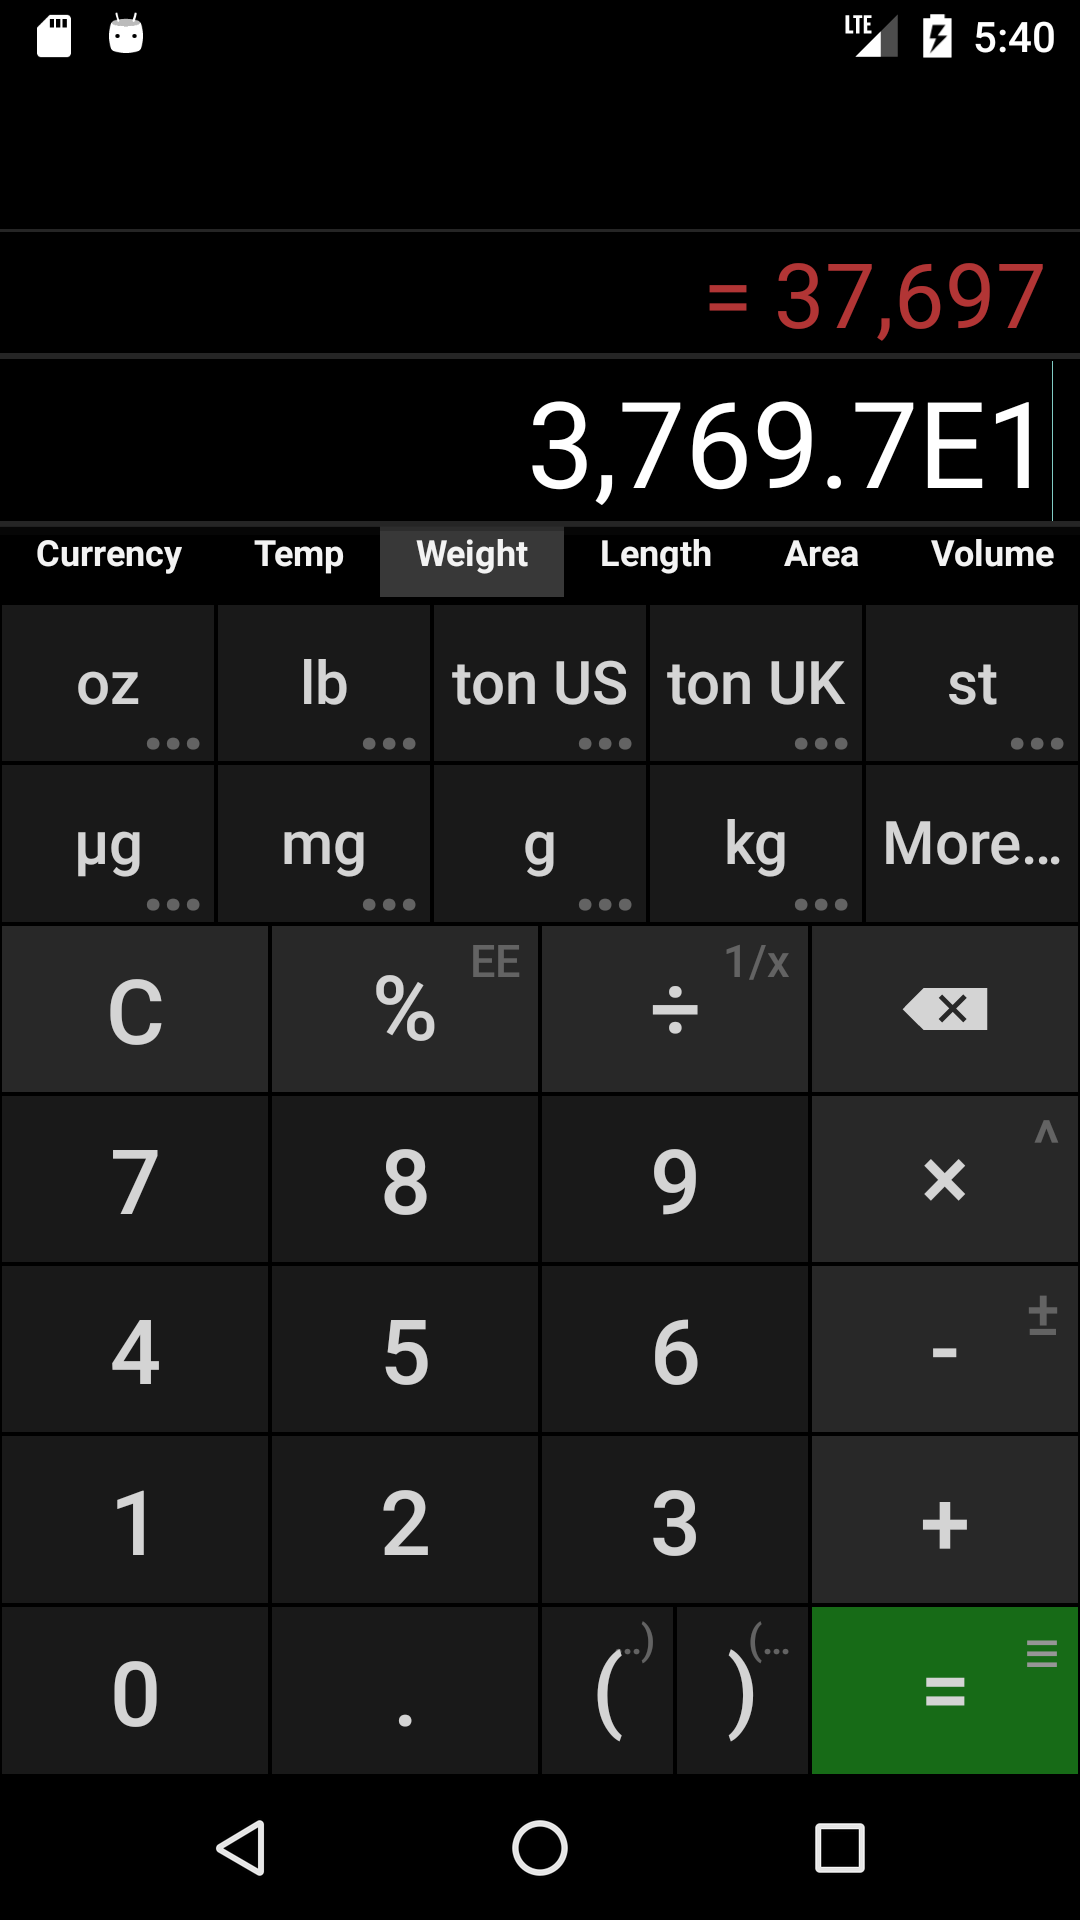 LTE 5:40
= 37,697
3,769.7E1
Currency Temp Weight Length Area Volume
oz lb ton US ton UK st
µg mg g kg More...
C % EE ÷ 1/x
7 8 9 × ^
4 5 6 - ±
1 2 3 +
0 . ( ..) ) (... =